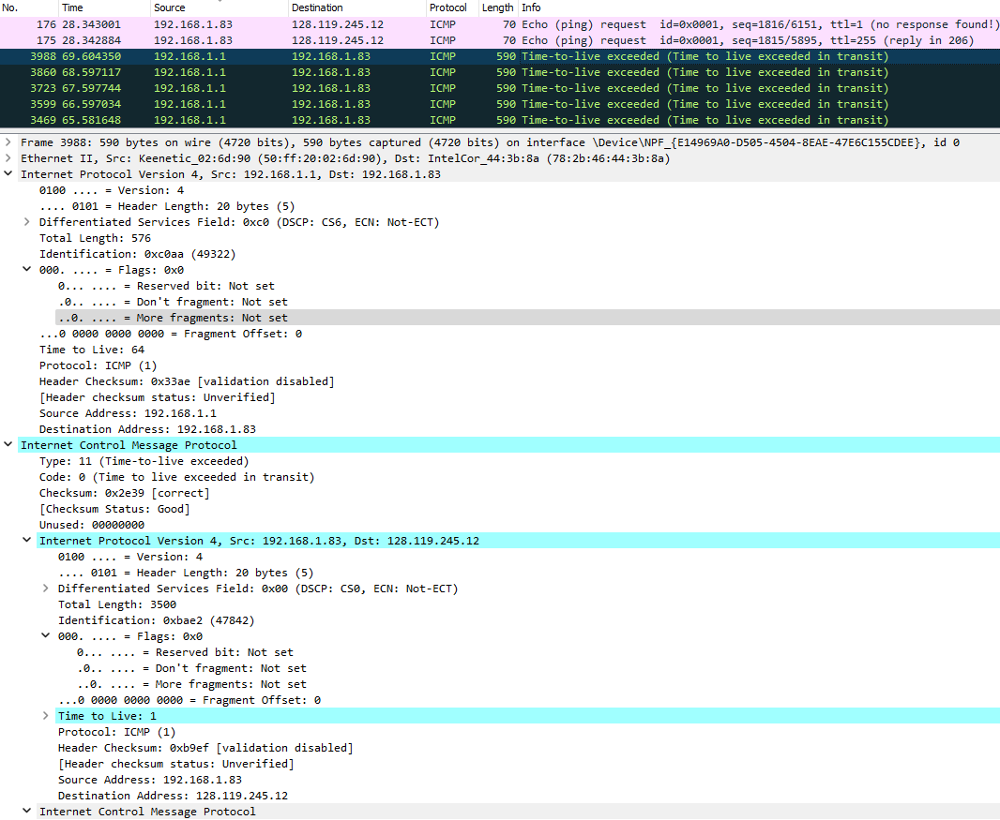 No. Time Source Destination Protocol Length Info
176 28.343001 192.168.1.83 128.119.245.12 ICMP 70 Echo (ping) request id=0x0001, seq=1816/6151, ttl=1 (no response found!)
175 28.342884 192.168.1.83 128.119.245.12 ICMP 70 Echo (ping) request id=0x0001, seq=1815/5895, ttl=255 (reply in 206)
3988 69.604350 192.168.1.1 192.168.1.83 ICMP 590 Time-to-live exceeded (Time to live exceeded in transit)
3860 68.597117 192.168.1.1 192.168.1.83 ICMP 590 Time-to-live exceeded (Time to live exceeded in transit)
3723 67.597744 192.168.1.1 192.168.1.83 ICMP 590 Time-to-live exceeded (Time to live exceeded in transit)
3599 66.597034 192.168.1.1 192.168.1.83 ICMP 590 Time-to-live exceeded (Time to live exceeded in transit)
3469 65.581648 192.168.1.1 192.168.1.83 ICMP 590 Time-to-live exceeded (Time to live exceeded in transit)
Frame 3988: 590 bytes on wire (4720 bits), 590 bytes captured (4720 bits) on interface \Device\NPF_{E14969A0-D505-4504-8EAE-47E6C155CDEE}, id 0
Ethernet II, Src: Keenetic_02:6d:90 (50:ff:20:02:6d:90), Dst: IntelCor_44:3b:8a (78:2b:46:44:3b:8a)
Internet Protocol Version 4, Src: 192.168.1.1, Dst: 192.168.1.83
0100 .... = Version: 4
.... 0101 = Header Length: 20 bytes (5)
Differentiated Services Field: 0xc0 (DSCP: CS6, ECN: Not-ECT)
Total Length: 576
Identification: 0xc0aa (49322)
000. .... = Flags: 0x0
0... .... = Reserved bit: Not set
.0.. .... = Don't fragment: Not set
..0. .... = More fragments: Not set
...0 0000 0000 0000 = Fragment Offset: 0
Time to Live: 64
Protocol: ICMP (1)
Header Checksum: 0x33ae [validation disabled]
[Header checksum status: Unverified]
Source Address: 192.168.1.1
Destination Address: 192.168.1.83
Internet Control Message Protocol
Type: 11 (Time-to-live exceeded)
Code: 0 (Time to live exceeded in transit)
Checksum: 0x2e39 [correct]
[Checksum Status: Good]
Unused: 00000000
Internet Protocol Version 4, Src: 192.168.1.83, Dst: 128.119.245.12
0100 .... = Version: 4
.... 0101 = Header Length: 20 bytes (5)
Differentiated Services Field: 0x00 (DSCP: CS0, ECN: Not-ECT)
Total Length: 3500
Identification: 0xbae2 (47842)
000. .... = Flags: 0x0
0... .... = Reserved bit: Not set
.0.. .... = Don't fragment: Not set
..0. .... = More fragments: Not set
...0 0000 0000 0000 = Fragment Offset: 0
Time to Live: 1
Protocol: ICMP (1)
Header Checksum: 0xb9ef [validation disabled]
[Header checksum status: Unverified]
Source Address: 192.168.1.83
Destination Address: 128.119.245.12
Internet Control Message Protocol